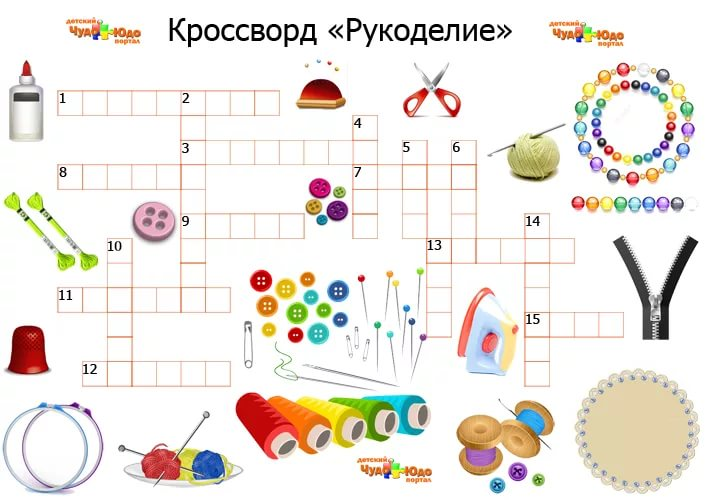 детский
Чудо-Юдо
портал
Кроссворд «Рукоделие»
детский
Чудо-Юдо
портал
1
2
4
3
5
6
8
7
9
14
10
13
11
15
12
детский
Чудо-Юдо
портал